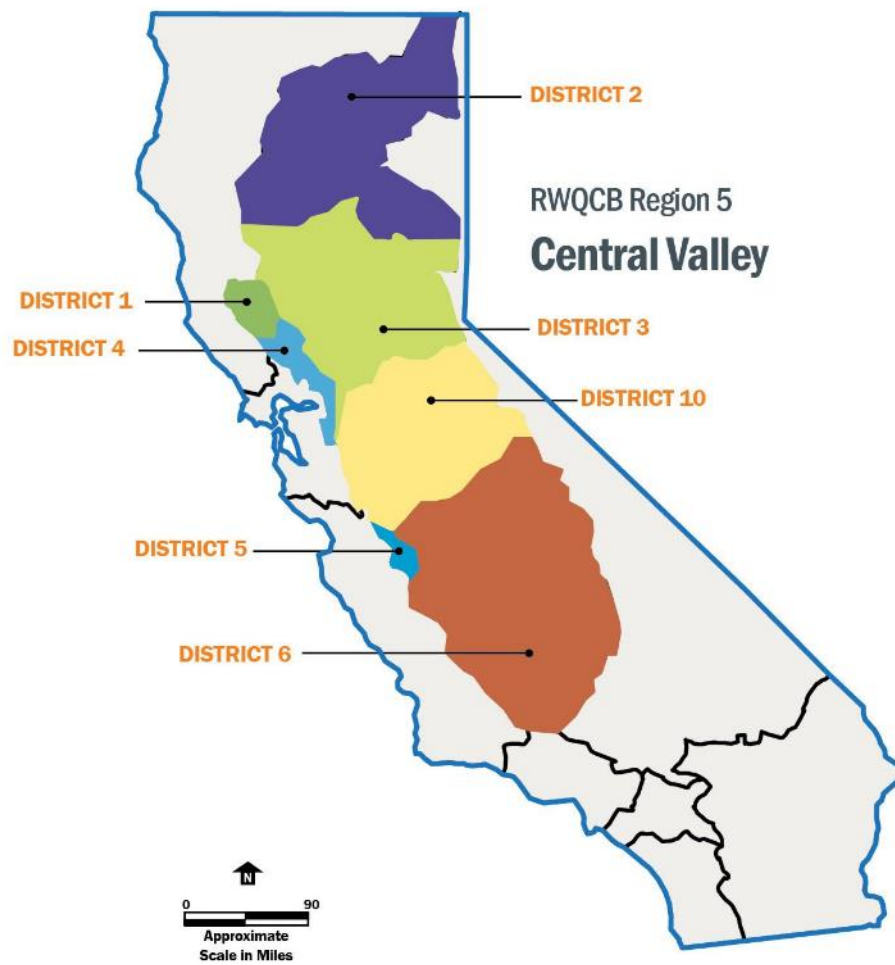 DISTRICT 2
RWQCB Region 5
Central Valley
DISTRICT 1
DISTRICT 3
DISTRICT 4
DISTRICT 10
DISTRICT 5
DISTRICT 6
N
0 90
Approximate
Scale in Miles